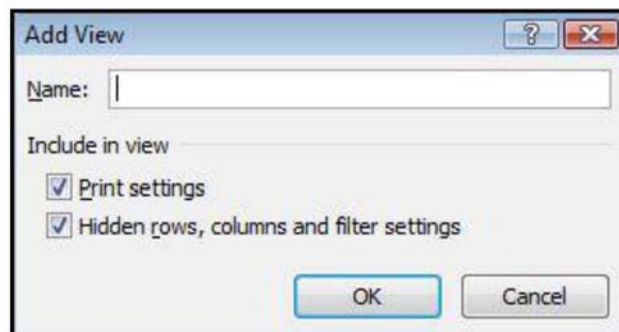 Add View
Name:
Include in view
Print settings
Hidden rows, columns and filter settings
OK Cancel